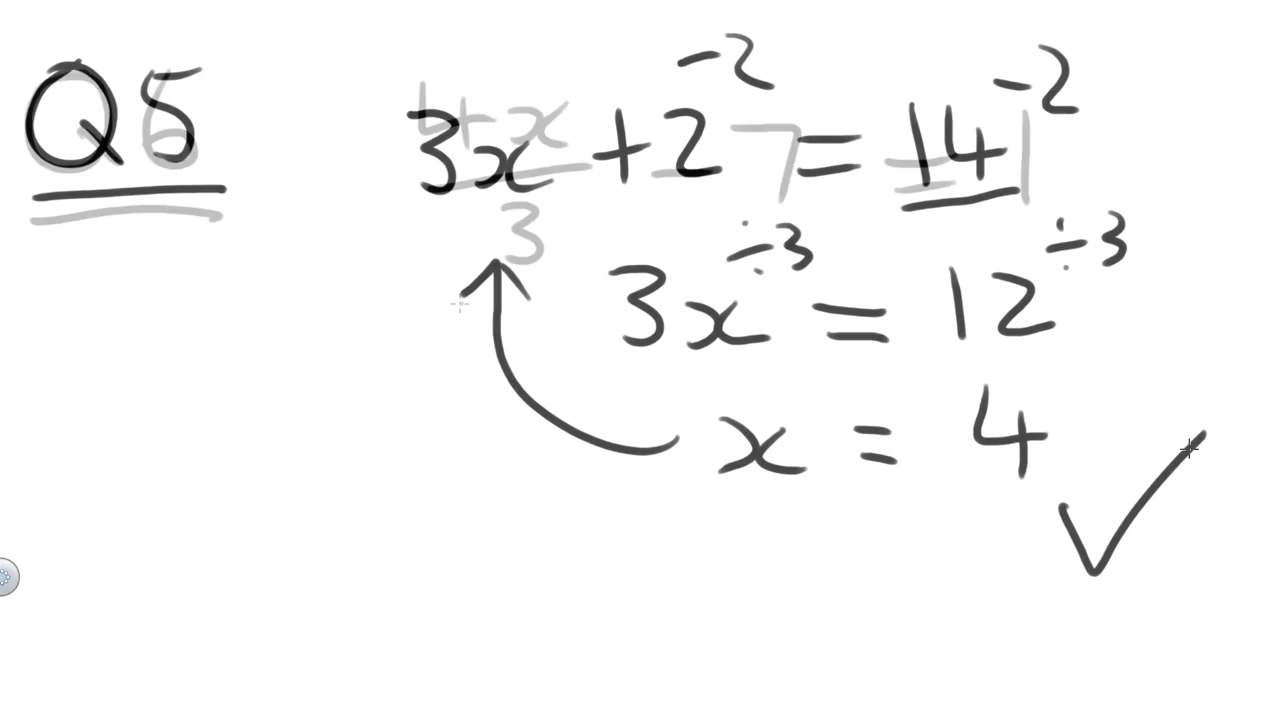 Q5
3x + 2 ⁻² = 14 ⁻²
3x ÷3 = 12 ÷3
x = 4 ✓